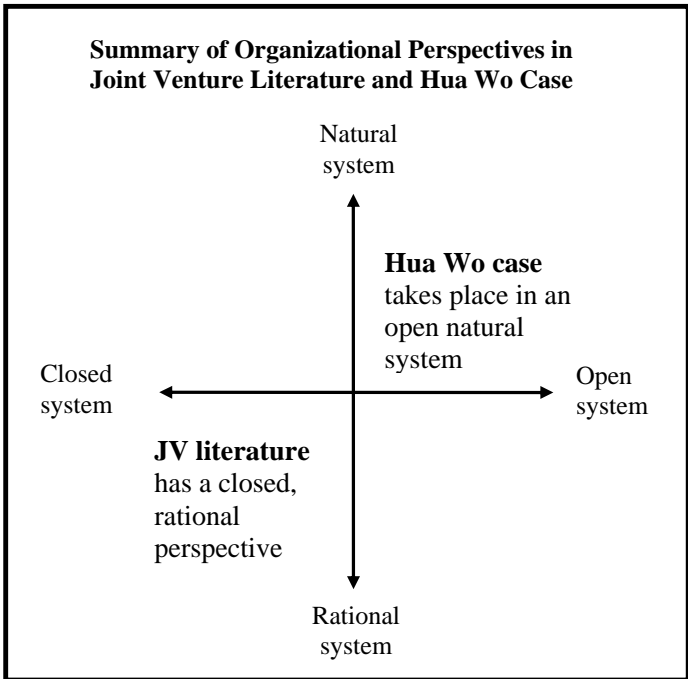 Summary of Organizational Perspectives in
Joint Venture Literature and Hua Wo Case
Natural
system
Hua Wo case
takes place in an
open natural
system
Closed
system
Open
system
JV literature
has a closed,
rational
perspective
Rational
system